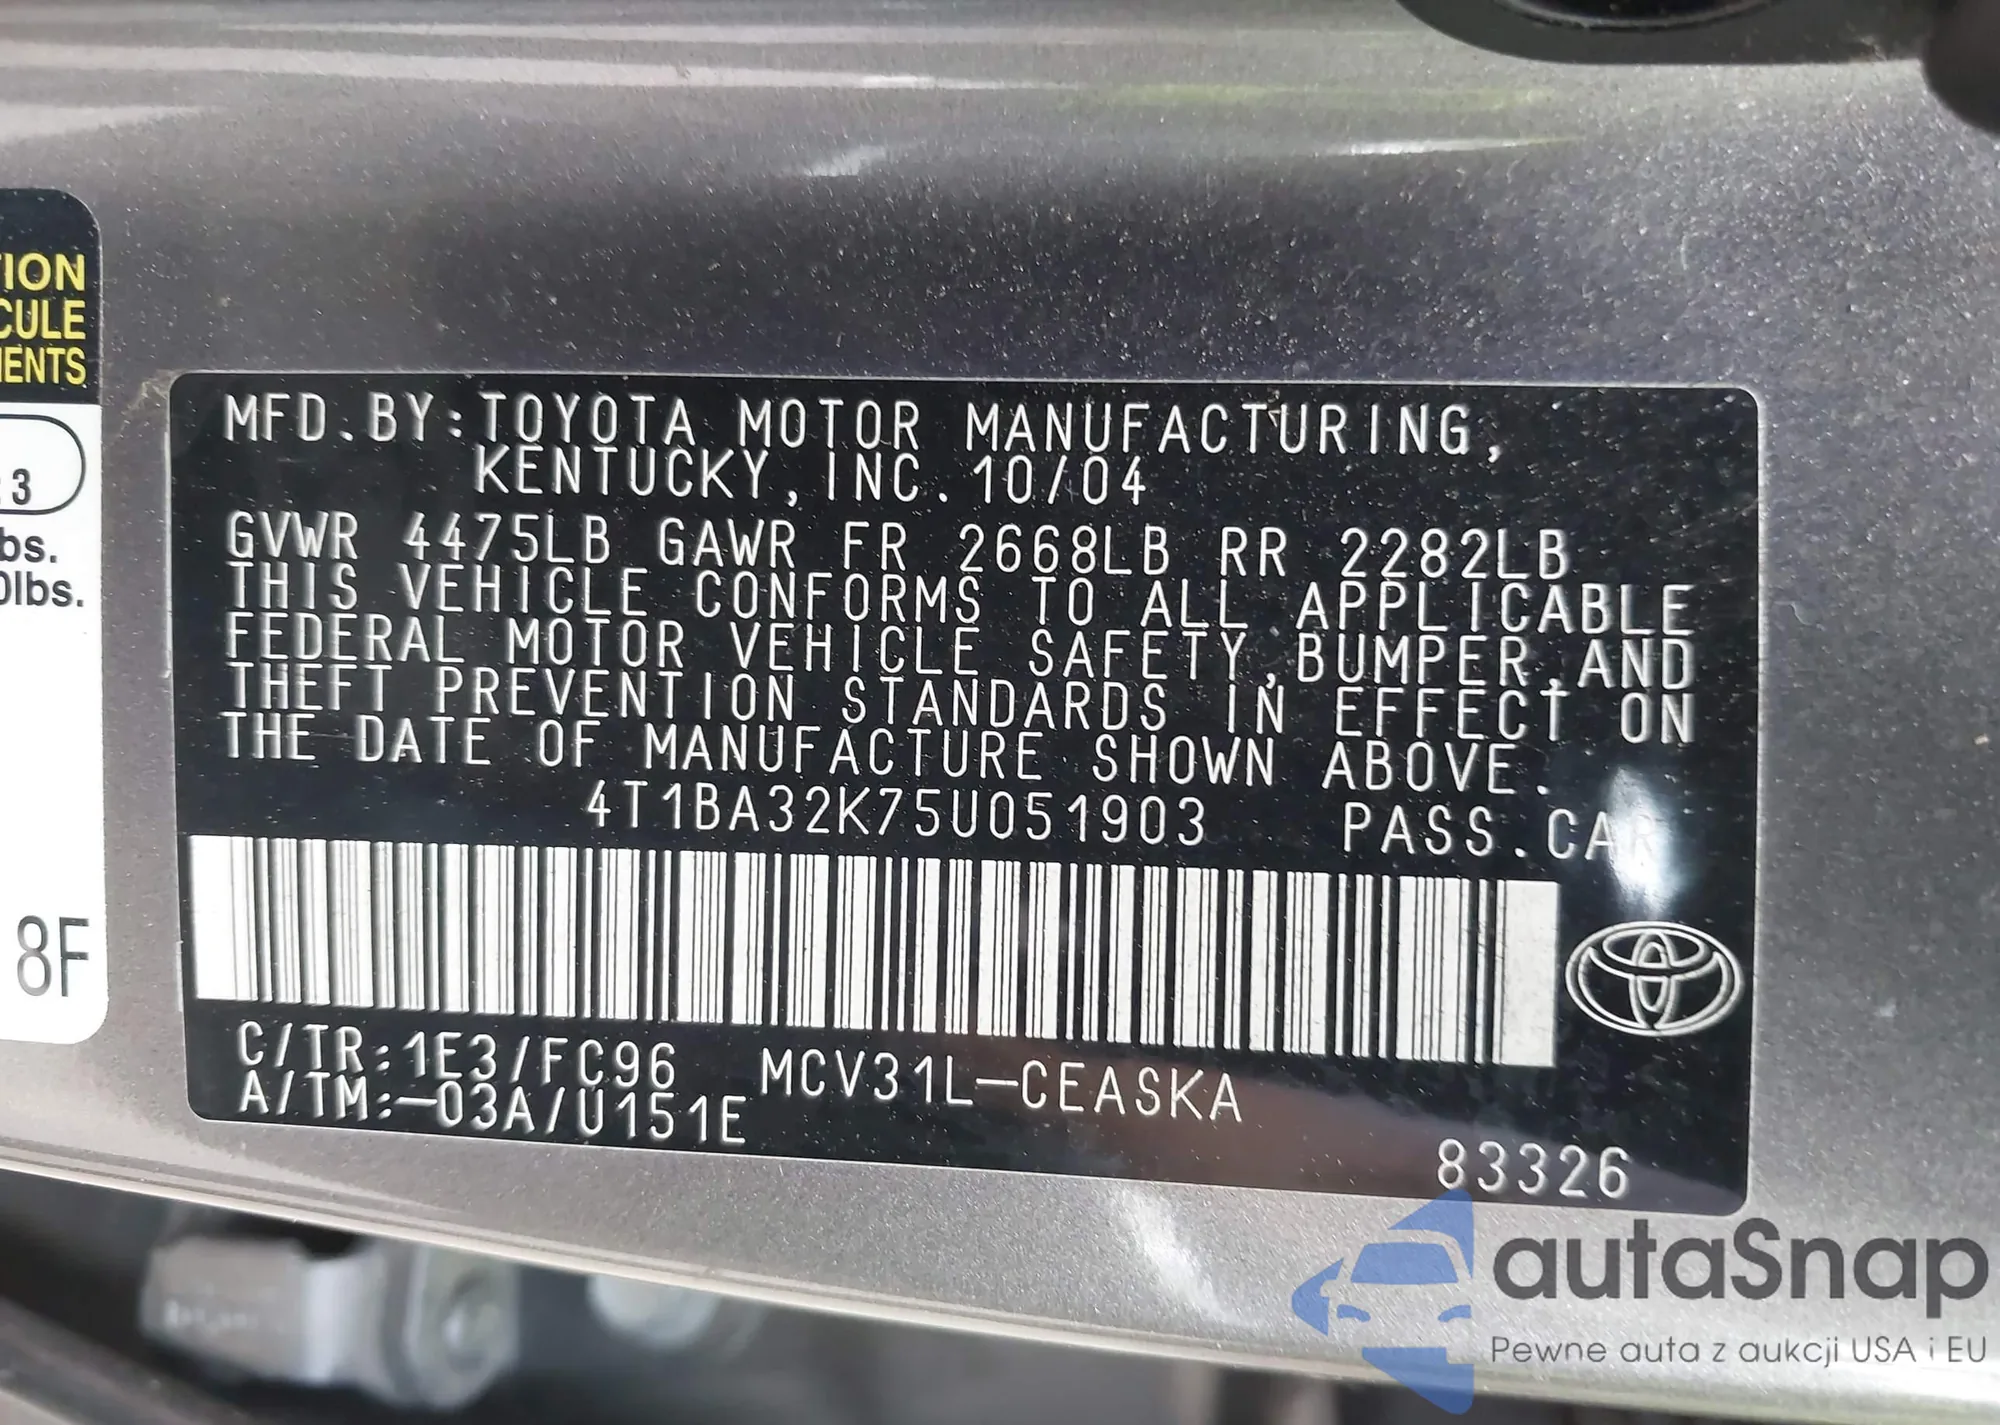 TION
CULE
MENTS
: 3
bs.
0lbs.
8F
MFD.BY:TOYOTA MOTOR MANUFACTURING,
KENTUCKY,INC.10/04
GVWR 4475LB GAWR FR 2668LB RR 2282LB
THIS VEHICLE CONFORMS TO ALL APPLICABLE
FEDERAL MOTOR VEHICLE SAFETY,BUMPER,AND
THEFT PREVENTION STANDARDS IN EFFECT ON
THE DATE OF MANUFACTURE SHOWN ABOVE.
4T1BA32K75U051903 PASS.CAR
C/TR:1E3/FC96 MCV31L-CEASKA
A/TM:-03A/U151E
83326
autaSnap
Pewne auta z aukcji USA i EU